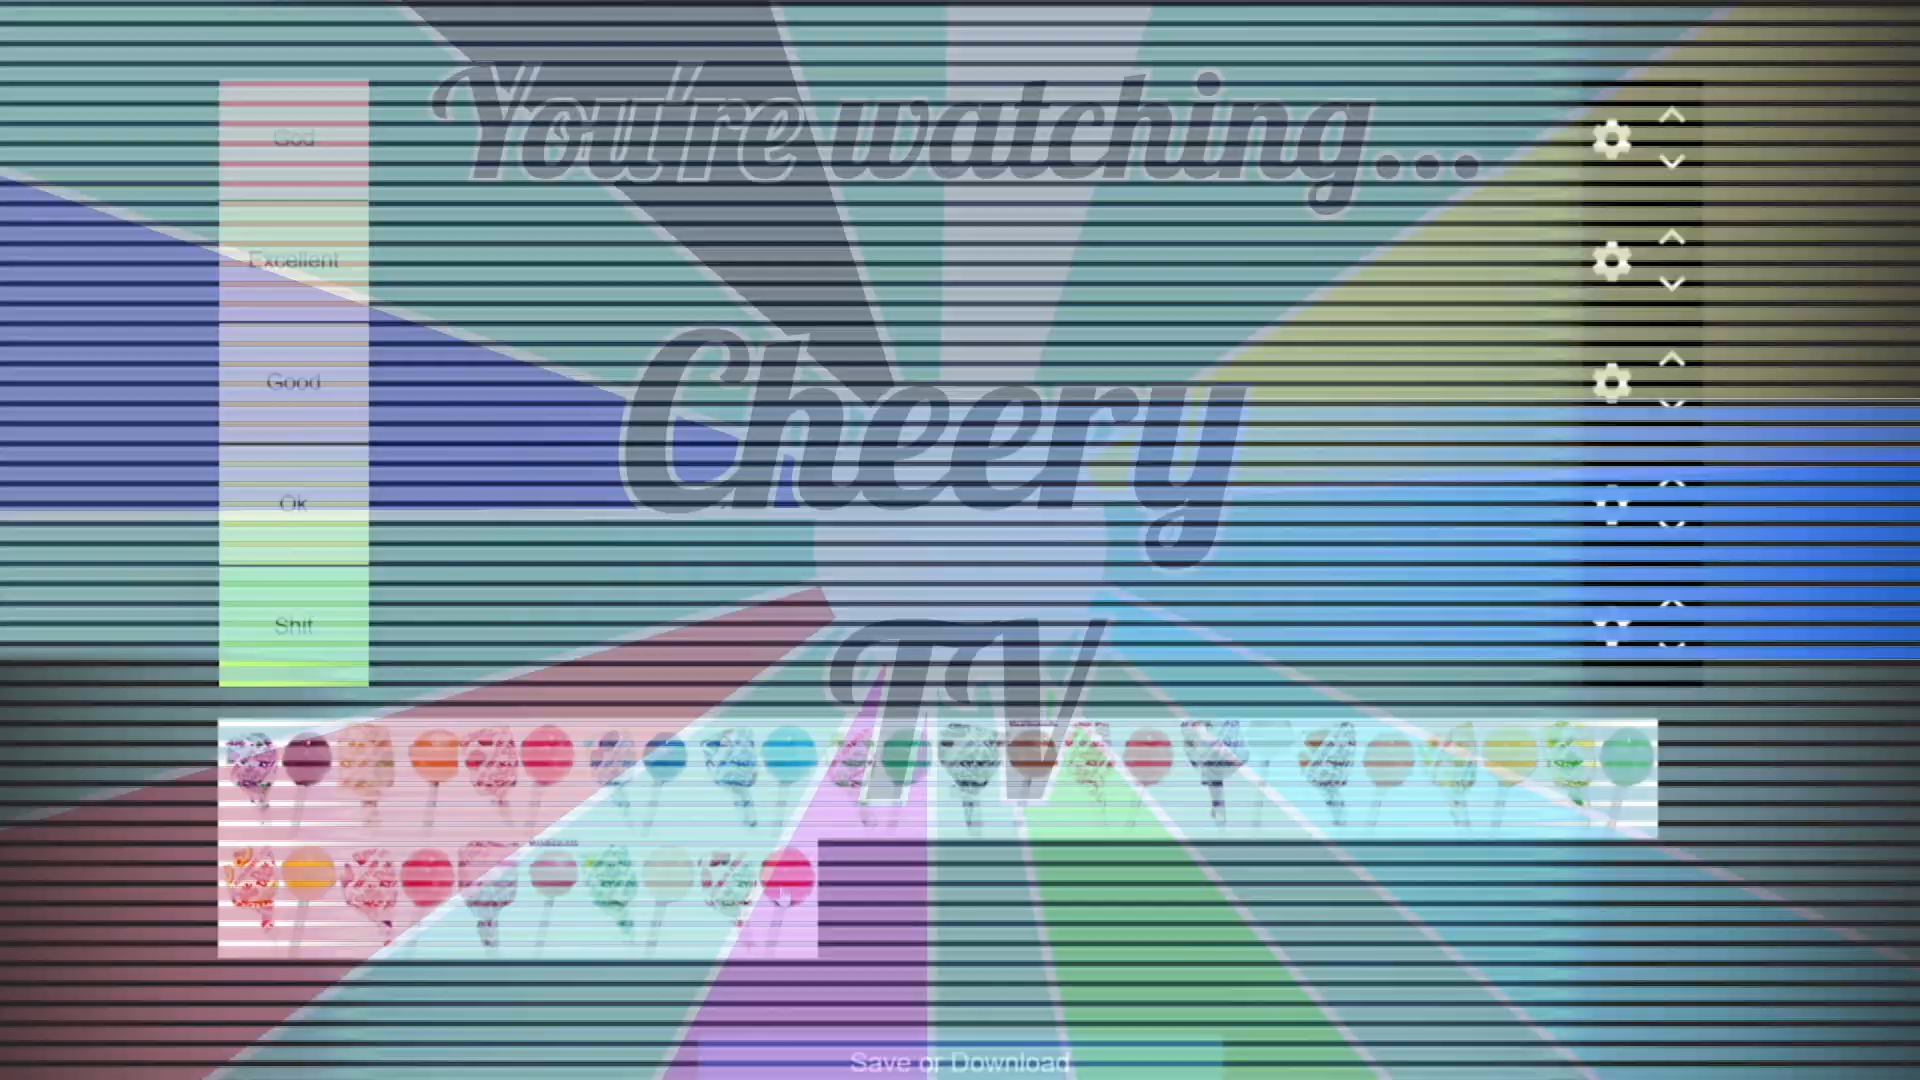 You're watching...
God
Excellent
Good
Cheery
Ok
Shit
TV
Save or Download